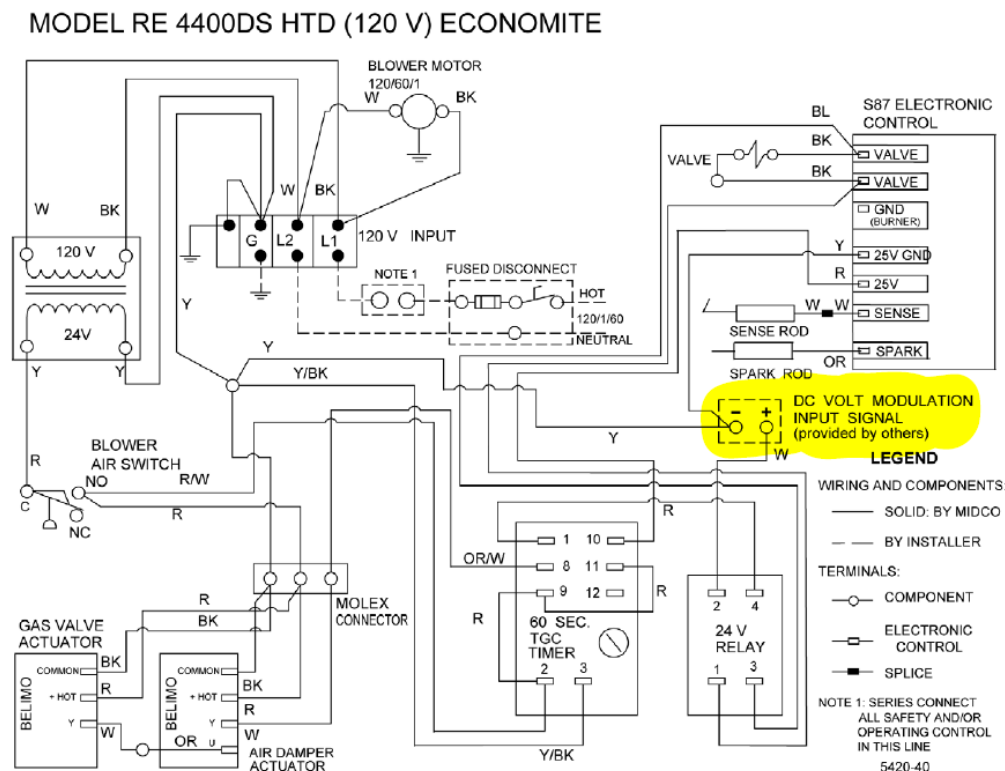 MODEL RE 4400DS HTD (120 V) ECONOMITE
BLOWER MOTOR
120/60/1
W
BK
S87 ELECTRONIC
CONTROL
BL
BK
VALVE
VALVE
BK
VALVE
GND
(BURNER)
Y
25V GND
R
25V
W
W
SENSE
SENSE ROD
SPARK
OR
SPARK ROD
W
BK
W
BK
120 V
24V
Y
Y
G
L2
L1
120 V INPUT
NOTE 1
FUSED DISCONNECT
HOT
120/1/60
NEUTRAL
Y
Y
Y/BK
Y
- +
DC VOLT MODULATION
INPUT SIGNAL
(provided by others)
W
R
BLOWER
AIR SWITCH
NO
R/W
C
NC
R
OR/W
R
MOLEX
CONNECTOR
R
BK
GAS VALVE
ACTUATOR
BELIMO
COMMON
BK
+ HOT
R
Y
W
OR
BELIMO
COMMON
+ HOT
BK
R
Y
W
U
AIR DAMPER
ACTUATOR
1 10
8 11
9 12
R
R
60 SEC.
TGC
TIMER
2 3
Y/BK
2 4
24 V
RELAY
1 3
LEGEND
WIRING AND COMPONENTS:
SOLID: BY MIDCO
BY INSTALLER
TERMINALS:
COMPONENT
ELECTRONIC
CONTROL
SPLICE
NOTE 1: SERIES CONNECT
ALL SAFETY AND/OR
OPERATING CONTROL
IN THIS LINE
5420-40